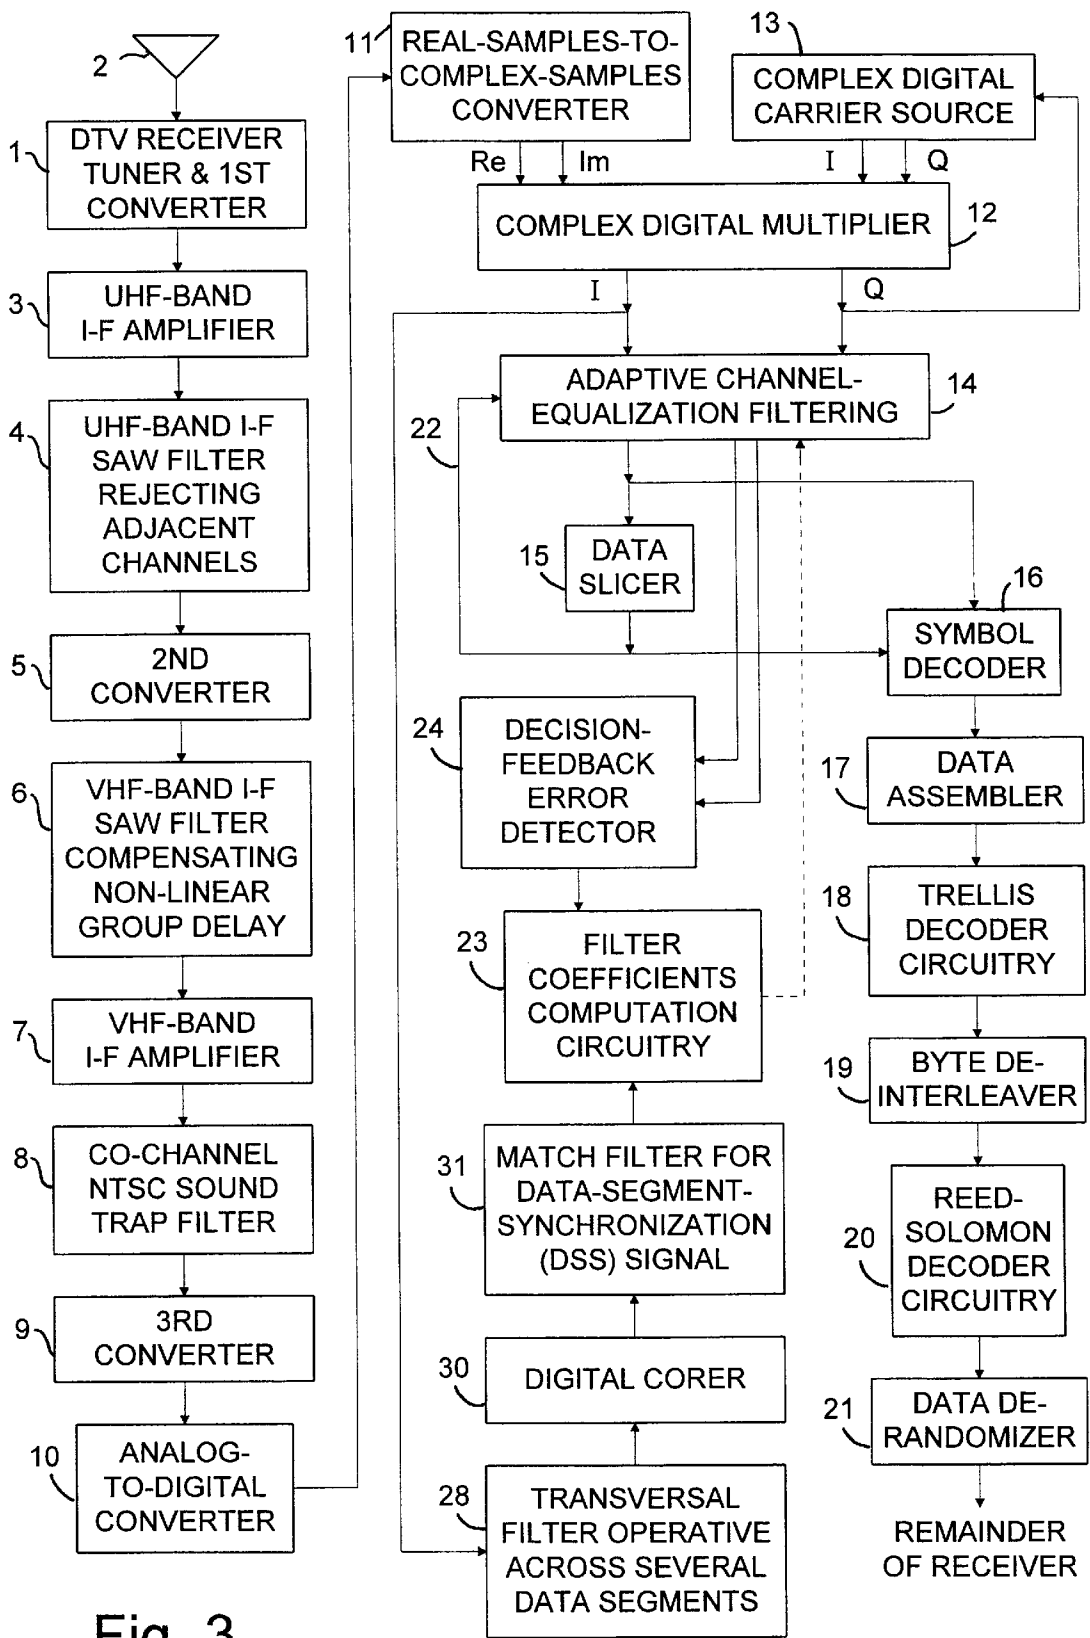 2
1
DTV RECEIVER
TUNER & 1ST
CONVERTER
3
UHF-BAND
I-F AMPLIFIER
4
UHF-BAND I-F
SAW FILTER
REJECTING
ADJACENT
CHANNELS
5
2ND
CONVERTER
6
VHF-BAND I-F
SAW FILTER
COMPENSATING
NON-LINEAR
GROUP DELAY
7
VHF-BAND
I-F AMPLIFIER
8
CO-CHANNEL
NTSC SOUND
TRAP FILTER
9
3RD
CONVERTER
10
ANALOG-
TO-DIGITAL
CONVERTER
11
REAL-SAMPLES-TO-
COMPLEX-SAMPLES
CONVERTER
13
COMPLEX DIGITAL
CARRIER SOURCE
Re Im
I Q
COMPLEX DIGITAL MULTIPLIER
12
I Q
ADAPTIVE CHANNEL-
EQUALIZATION FILTERING
14
22
15
DATA
SLICER
16
SYMBOL
DECODER
24
DECISION-
FEEDBACK
ERROR
DETECTOR
17
DATA
ASSEMBLER
23
FILTER
COEFFICIENTS
COMPUTATION
CIRCUITRY
18
TRELLIS
DECODER
CIRCUITRY
19
BYTE DE-
INTERLEAVER
31
MATCH FILTER FOR
DATA-SEGMENT-
SYNCHRONIZATION
(DSS) SIGNAL
20
REED-
SOLOMON
DECODER
CIRCUITRY
30
DIGITAL CORER
21
DATA DE-
RANDOMIZER
28
TRANSVERSAL
FILTER OPERATIVE
ACROSS SEVERAL
DATA SEGMENTS
REMAINDER
OF RECEIVER
Fig. 3